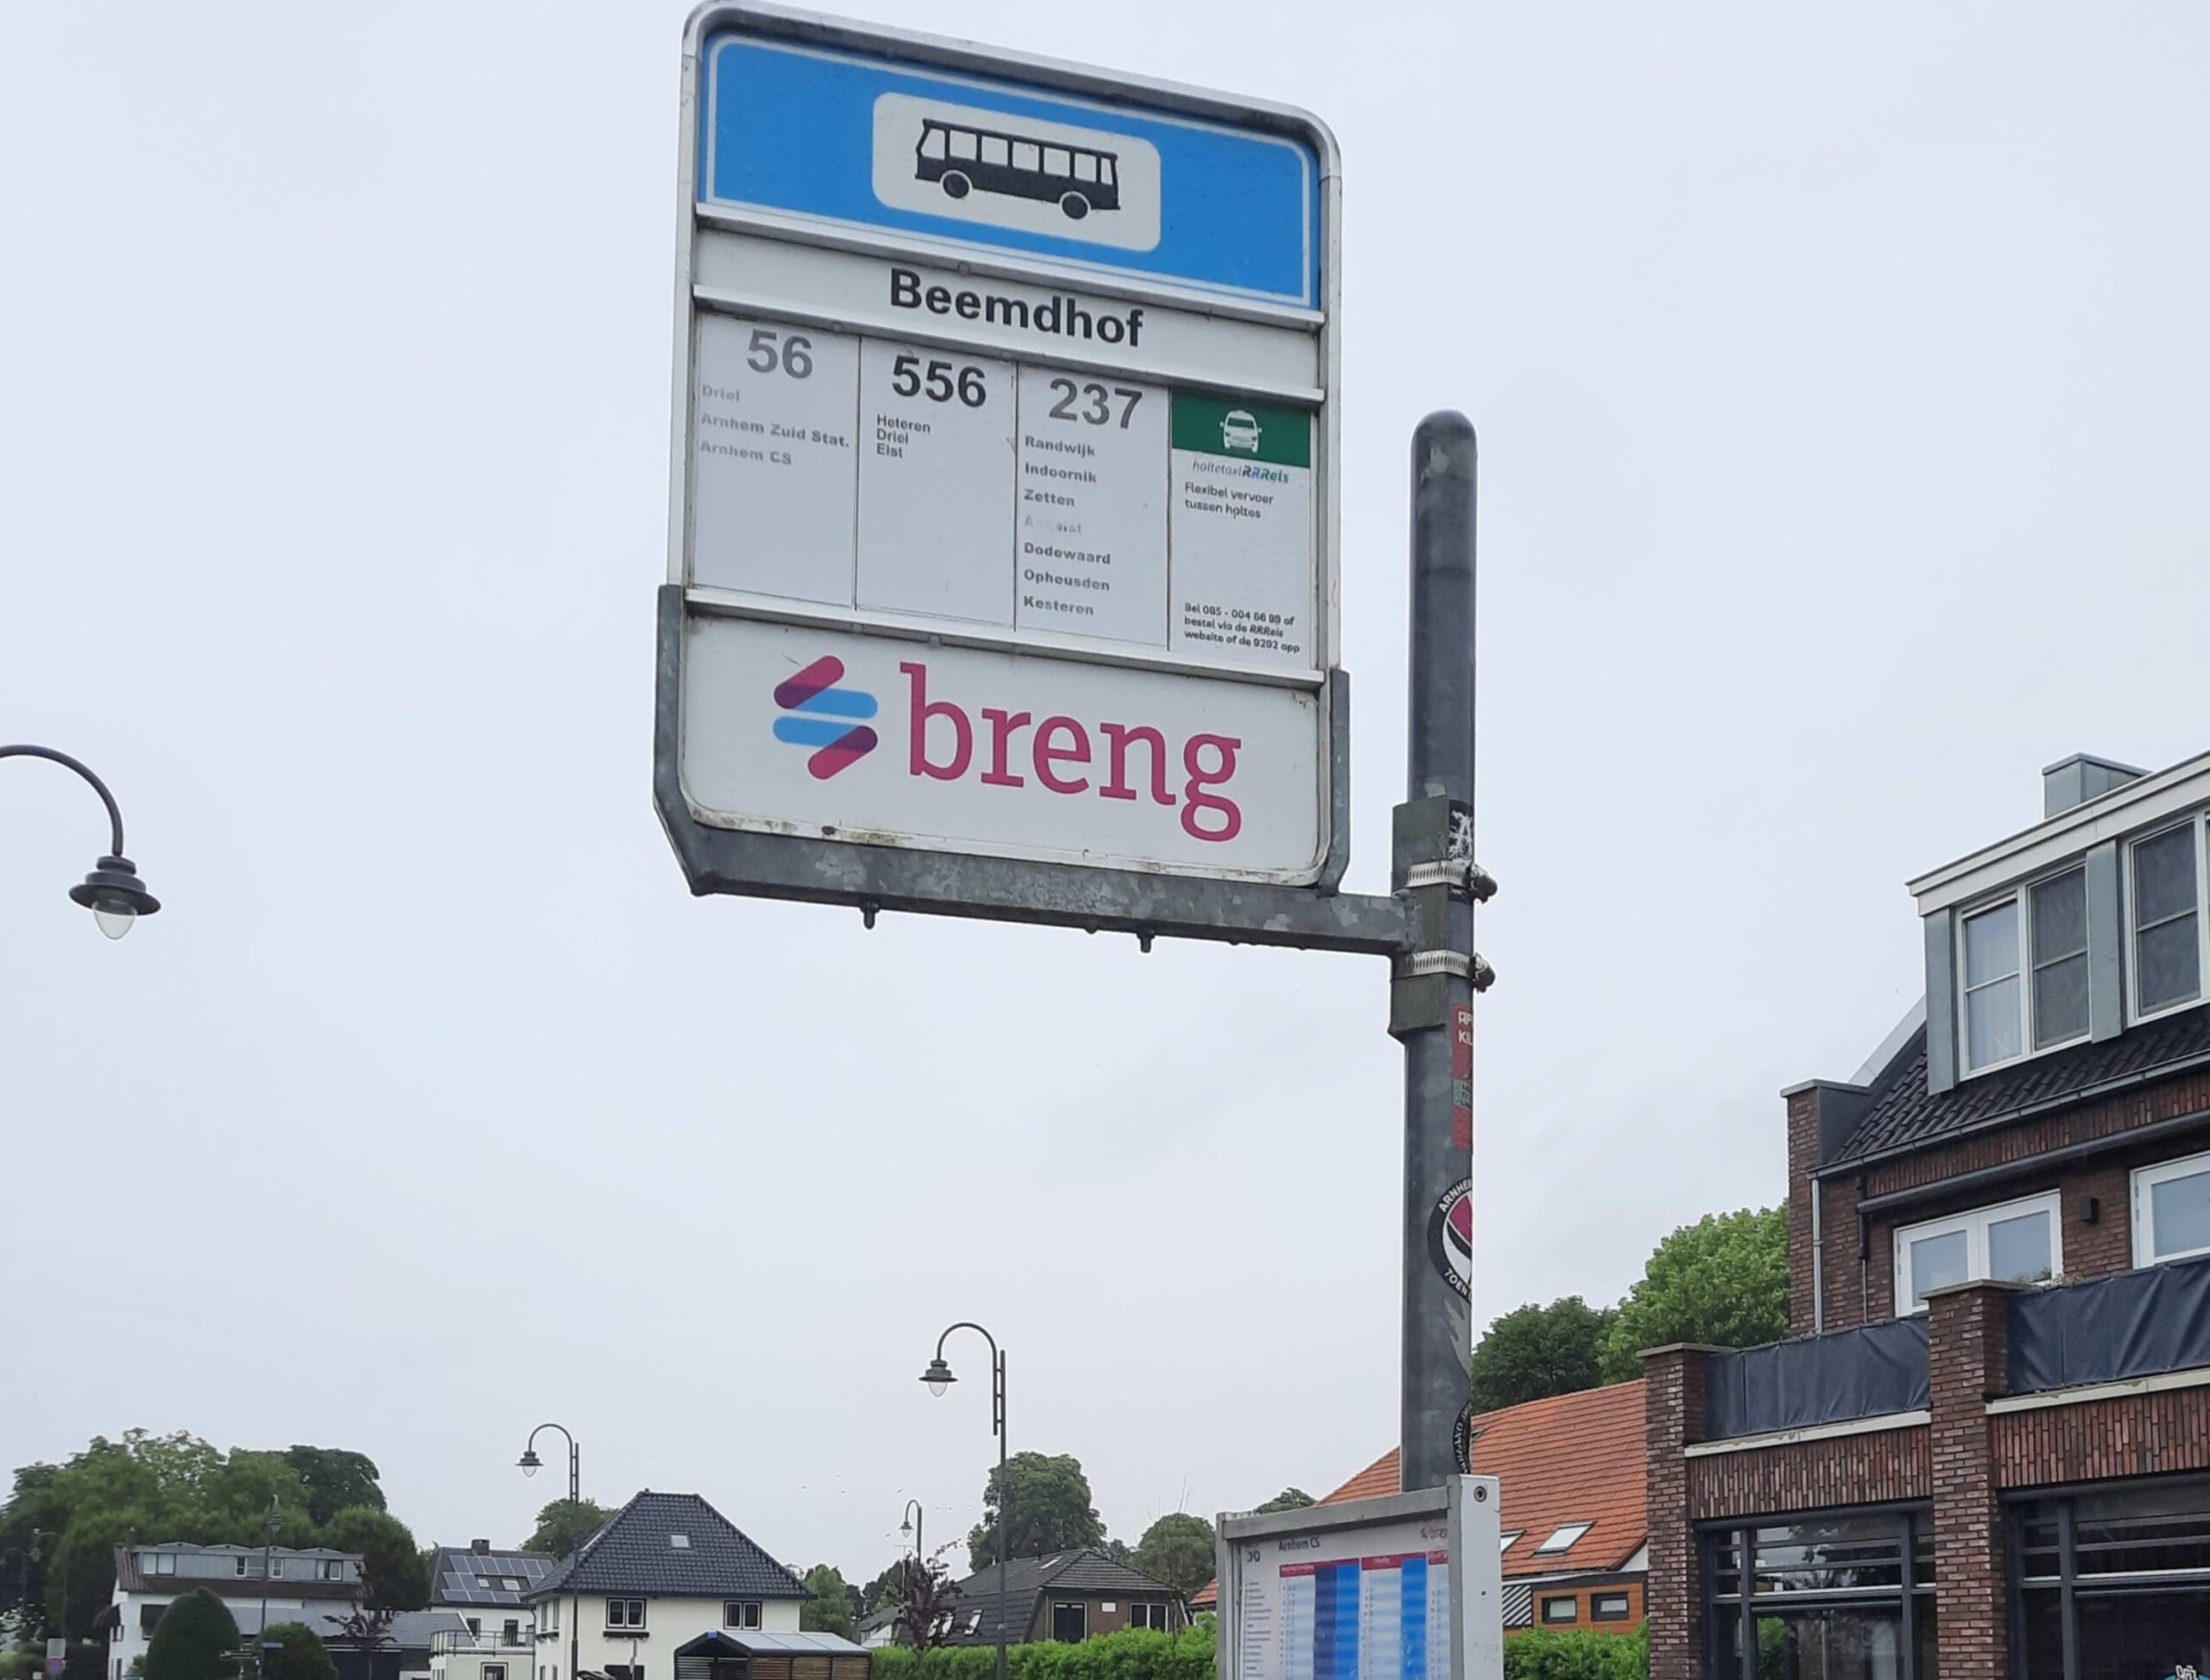 Beemdhof
56
Driel
Arnhem Zuid Stat.
Arnhem CS
556
Heteren
Driel
Elst
237
Randwijk
Indoornik
Zetten
Dodewaard
Opheusden
Kesteren
haltetaxiRRReis
Flexibel vervoer
tussen haltes
Bel 085 - 004 66 99 of
bestel via de RRReis
website of de 9292 app
breng
Arnhem CS